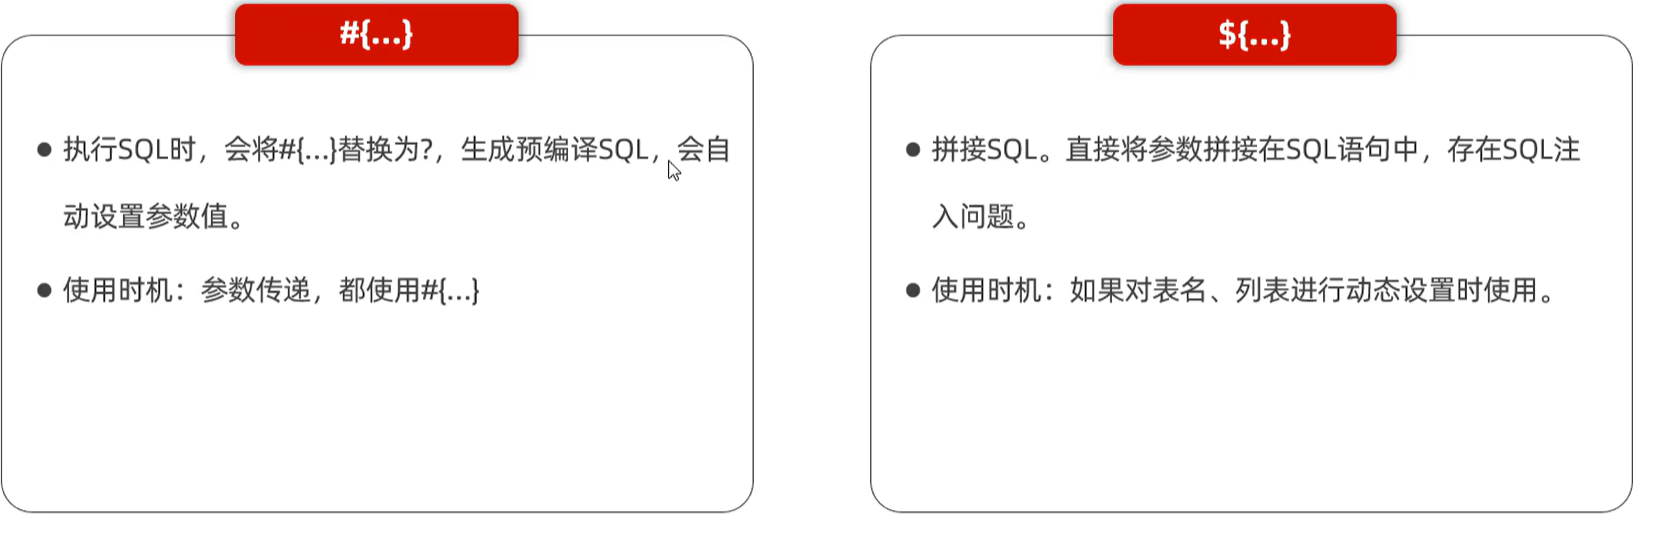 #{...}
执行SQL时，会将#{...}替换为?，生成预编译SQL，会自
动设置参数值。
使用时机：参数传递，都使用#{...}
${...}
拼接SQL。直接将参数拼接在SQL语句中，存在SQL注
入问题。
使用时机：如果对表名、列表进行动态设置时使用。